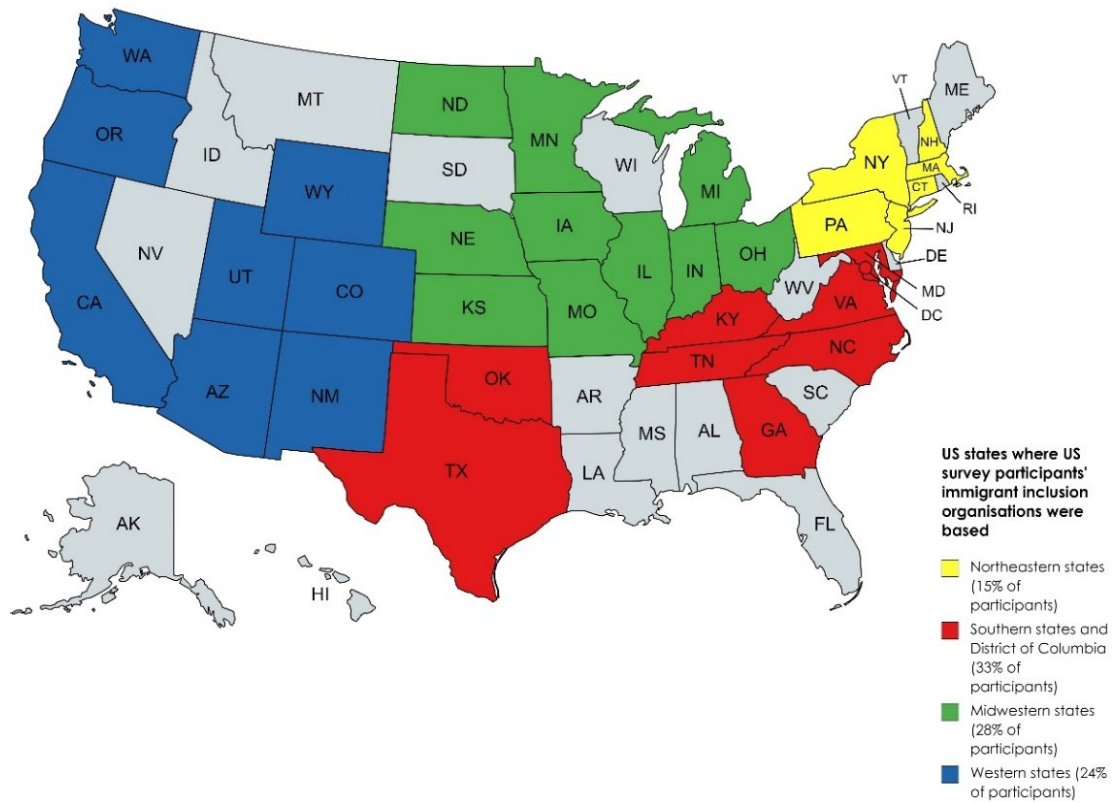 WA
MT
ND
MN
ME
VT
OR
ID
SD
WI
NH
NY
MA
MI
CT
WY
RI
PA
NJ
NE
IA
OH
NV
DE
IL
IN
UT
CO
WV
MD
CA
KS
MO
VA
DC
KY
NC
TN
AZ
NM
OK
AR
SC
MS
AL
GA
TX
LA
AK
FL
HI
US states where US
survey participants'
immigrant inclusion
organisations were
based
Northeastern states
(15% of
participants)
Southern states and
District of Columbia
(33% of
participants)
Midwestern states
(28% of
participants)
Western states (24%
of participants)